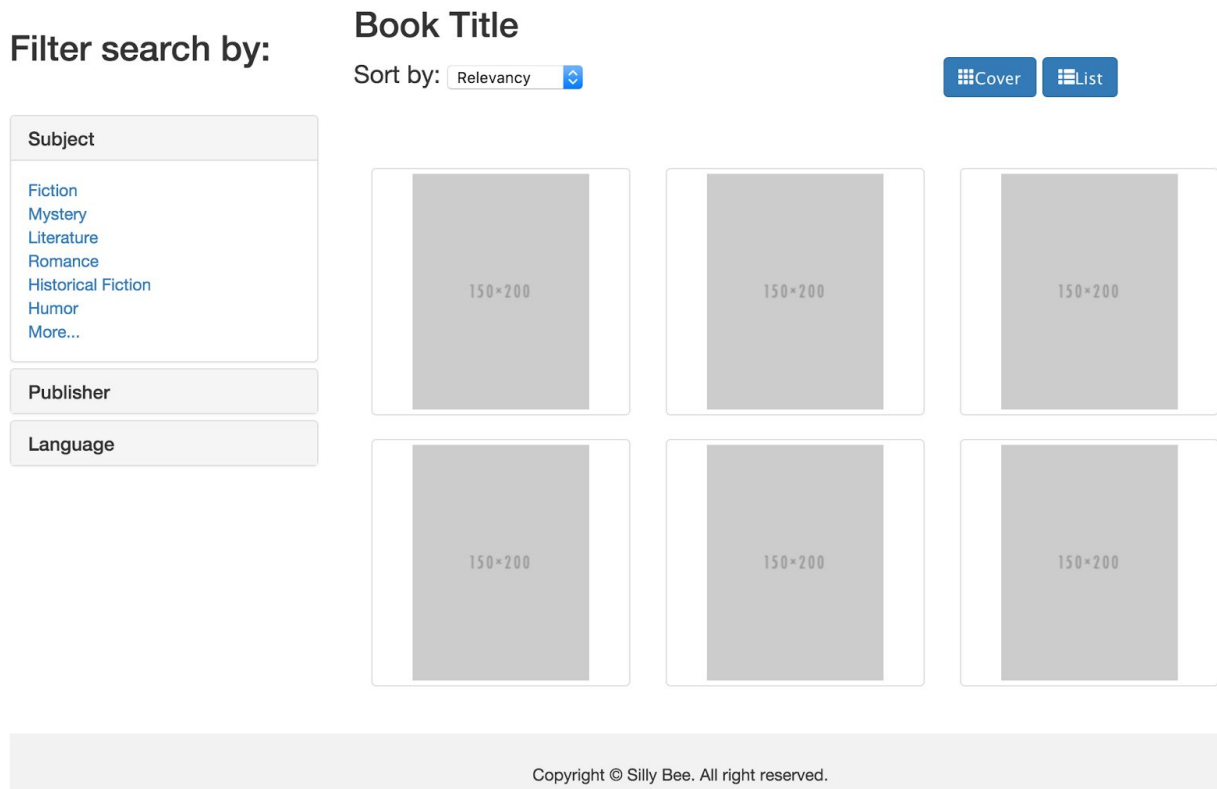 Filter search by:
Subject
Fiction
Mystery
Literature
Romance
Historical Fiction
Humor
More...
Publisher
Language
Book Title
Sort by: Relevancy
Cover List
150×200 150×200 150×200
150×200 150×200 150×200
Copyright © Silly Bee. All right reserved.